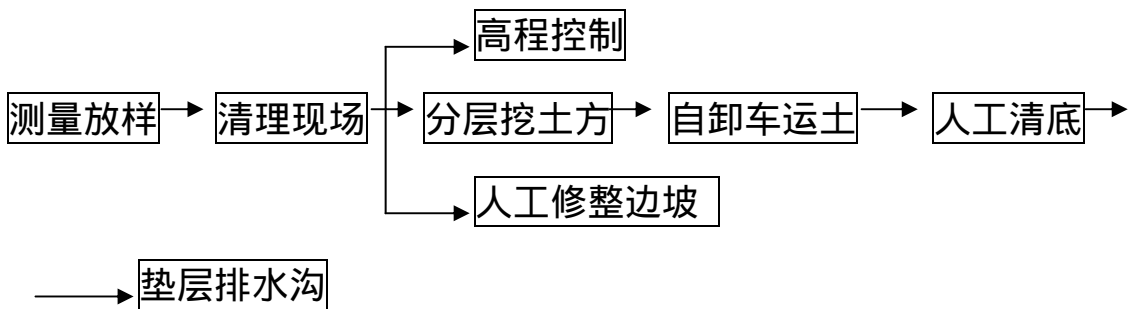 高程控制
测量放样 清理现场 分层挖土方 自卸车运土 人工清底
人工修整边坡
垫层排水沟